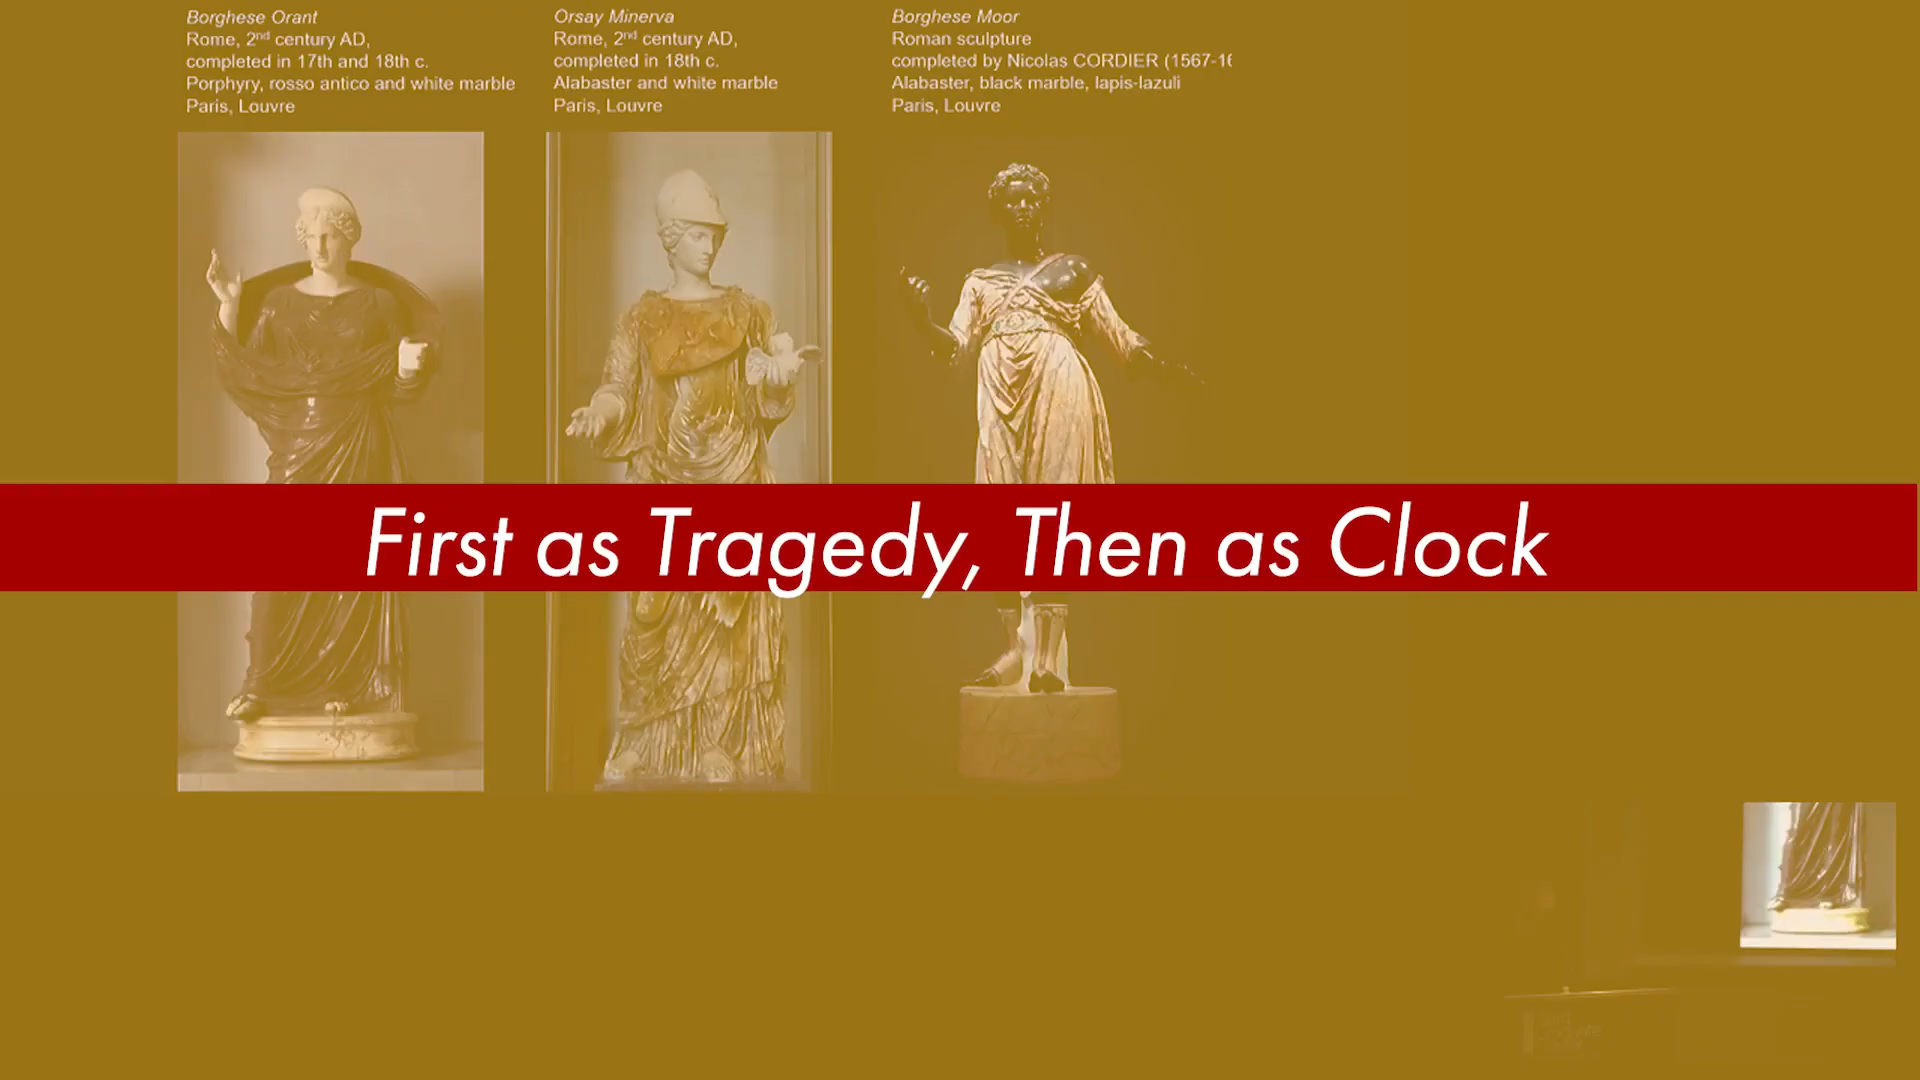 Borghese Orant
Rome, 2nd century AD,
completed in 17th and 18th c.
Porphyry, rosso antico and white marble
Paris, Louvre
Orsay Minerva
Rome, 2nd century AD,
completed in 18th c.
Alabaster and white marble
Paris, Louvre
Borghese Moor
Roman sculpture
completed by Nicolas CORDIER (1567-16
Alabaster, black marble, lapis-lazuli
Paris, Louvre
First as Tragedy, Then as Clock